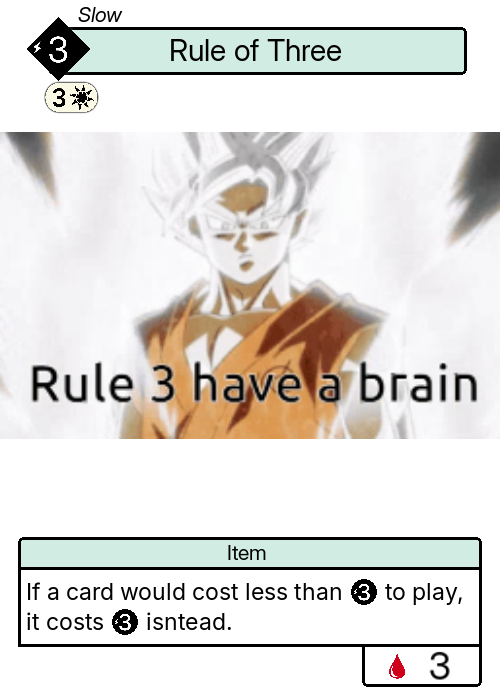 Slow
3 Rule of Three
3
Rule 3 have a brain
Item
If a card would cost less than 3 to play,
it costs 3 isntead.
3